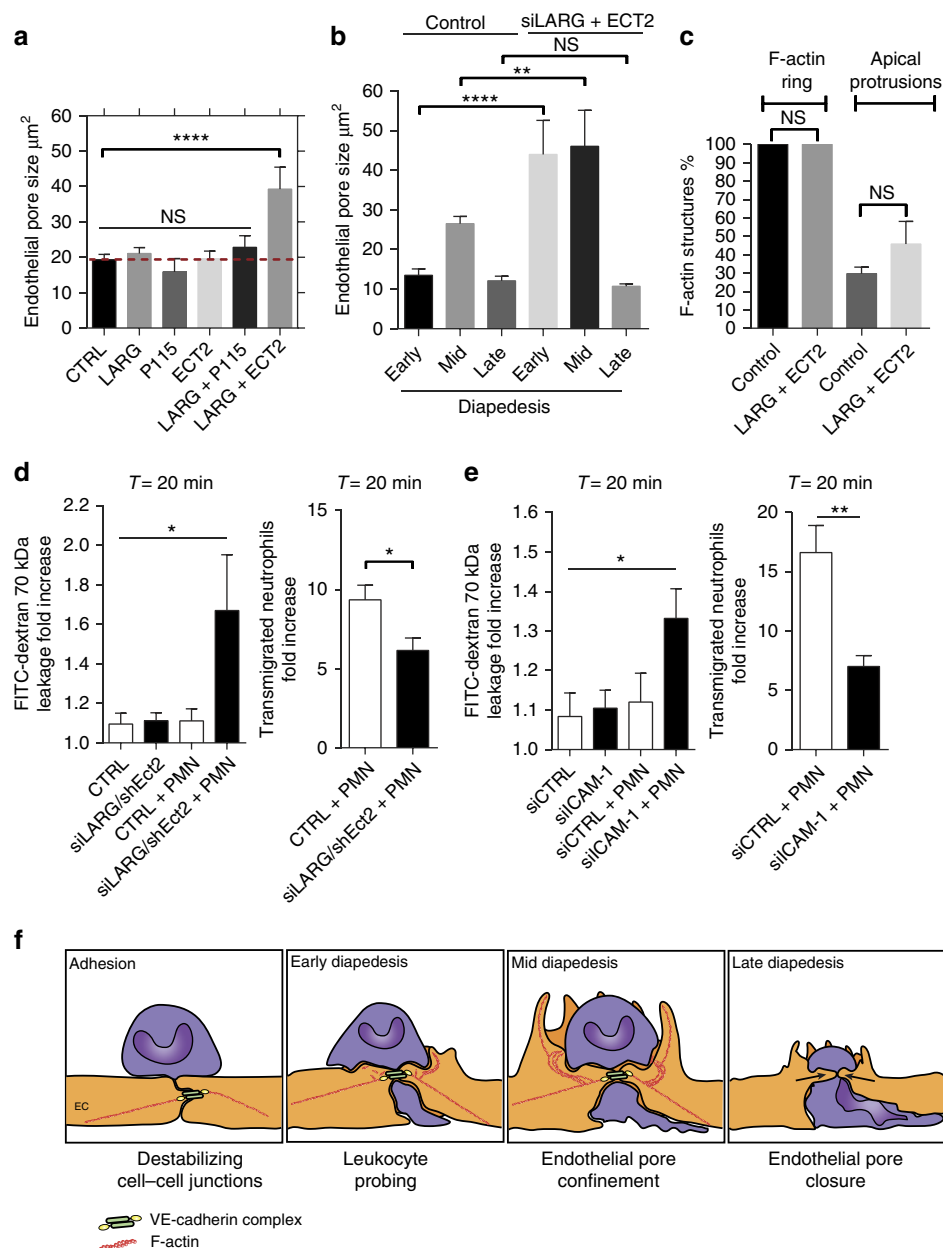 a
Endothelial pore size µm²
60
50
40
30
20
10
0
****
NS
CTRL
LARG
P115
ECT2
LARG + P115
LARG + ECT2
b
Control
siLARG + ECT2
NS
**
****
Endothelial pore size µm²
60
50
40
30
20
10
0
Early
Mid
Late
Early
Mid
Late
Diapedesis
c
F-actin ring
Apical protrusions
NS
NS
F-actin structures %
100
90
80
70
60
50
40
30
20
10
0
Control
LARG + ECT2
Control
LARG + ECT2
d
T = 20 min
FITC-dextran 70 kDa
leakage fold increase
2.2
2.0
1.8
1.6
1.4
1.2
1.0
*
CTRL
siLARG/shEct2
CTRL + PMN
siLARG/shEct2 + PMN
T = 20 min
Transmigrated neutrophils
fold increase
15
10
5
0
*
CTRL + PMN
siLARG/shEct2 + PMN
e
T = 20 min
FITC-dextran 70 kDa
leakage fold increase
1.6
1.5
1.4
1.3
1.2
1.1
1.0
*
siCTRL
siICAM-1
siCTRL + PMN
siICAM-1 + PMN
T = 20 min
Transmigrated neutrophils
fold increase
20
15
10
5
0
**
siCTRL + PMN
siICAM-1 + PMN
f
Adhesion
EC
Destabilizing
cell–cell junctions
Early diapedesis
Leukocyte
probing
Mid diapedesis
Endothelial pore
confinement
Late diapedesis
Endothelial pore
closure
VE-cadherin complex
F-actin